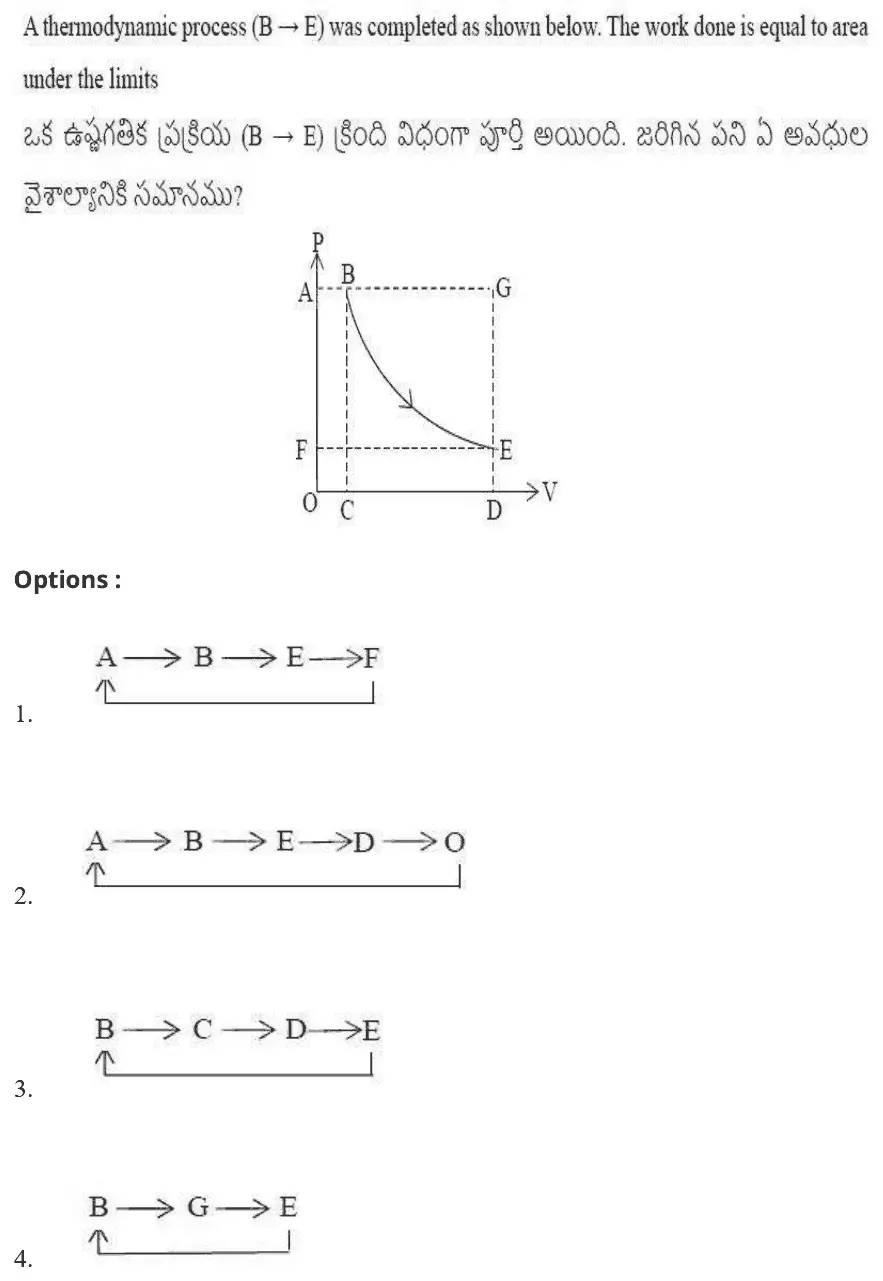 A thermodynamic process (B → E) was completed as shown below. The work done is equal to area
under the limits
ఒక ఉష్ణగతిక ప్రక్రియ (B → E) క్రింది విధంగా పూర్తి అయింది. జరిగిన పని ఏ అవధుల
వైశాల్యానికి సమానము?
P
A B G
F E
O C D V
Options :
A → B → E → F
1.
A → B → E → D → O
2.
B → C → D → E
3.
B → G → E
4.